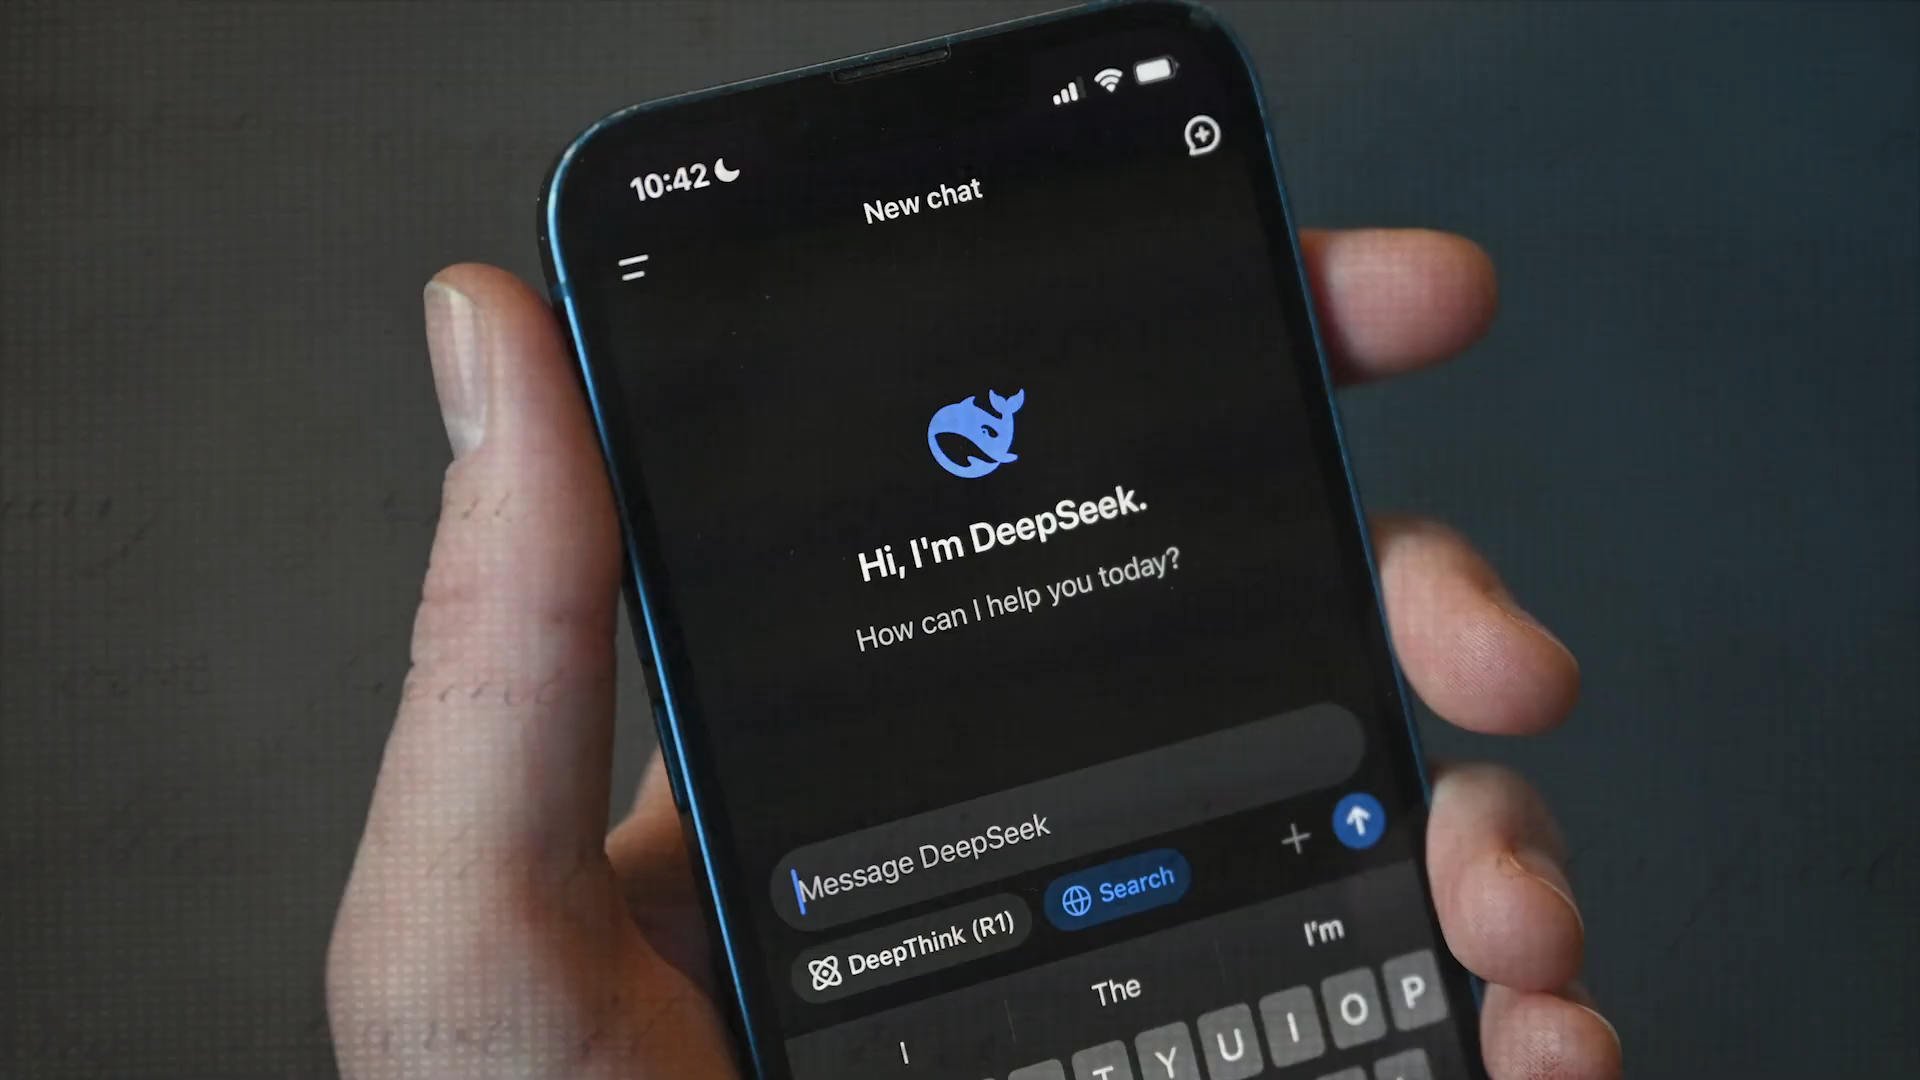 10:42
New chat
Hi, I'm DeepSeek.
How can I help you today?
Message DeepSeek
DeepThink (R1)
Search
I
The
I'm
T Y U I O P